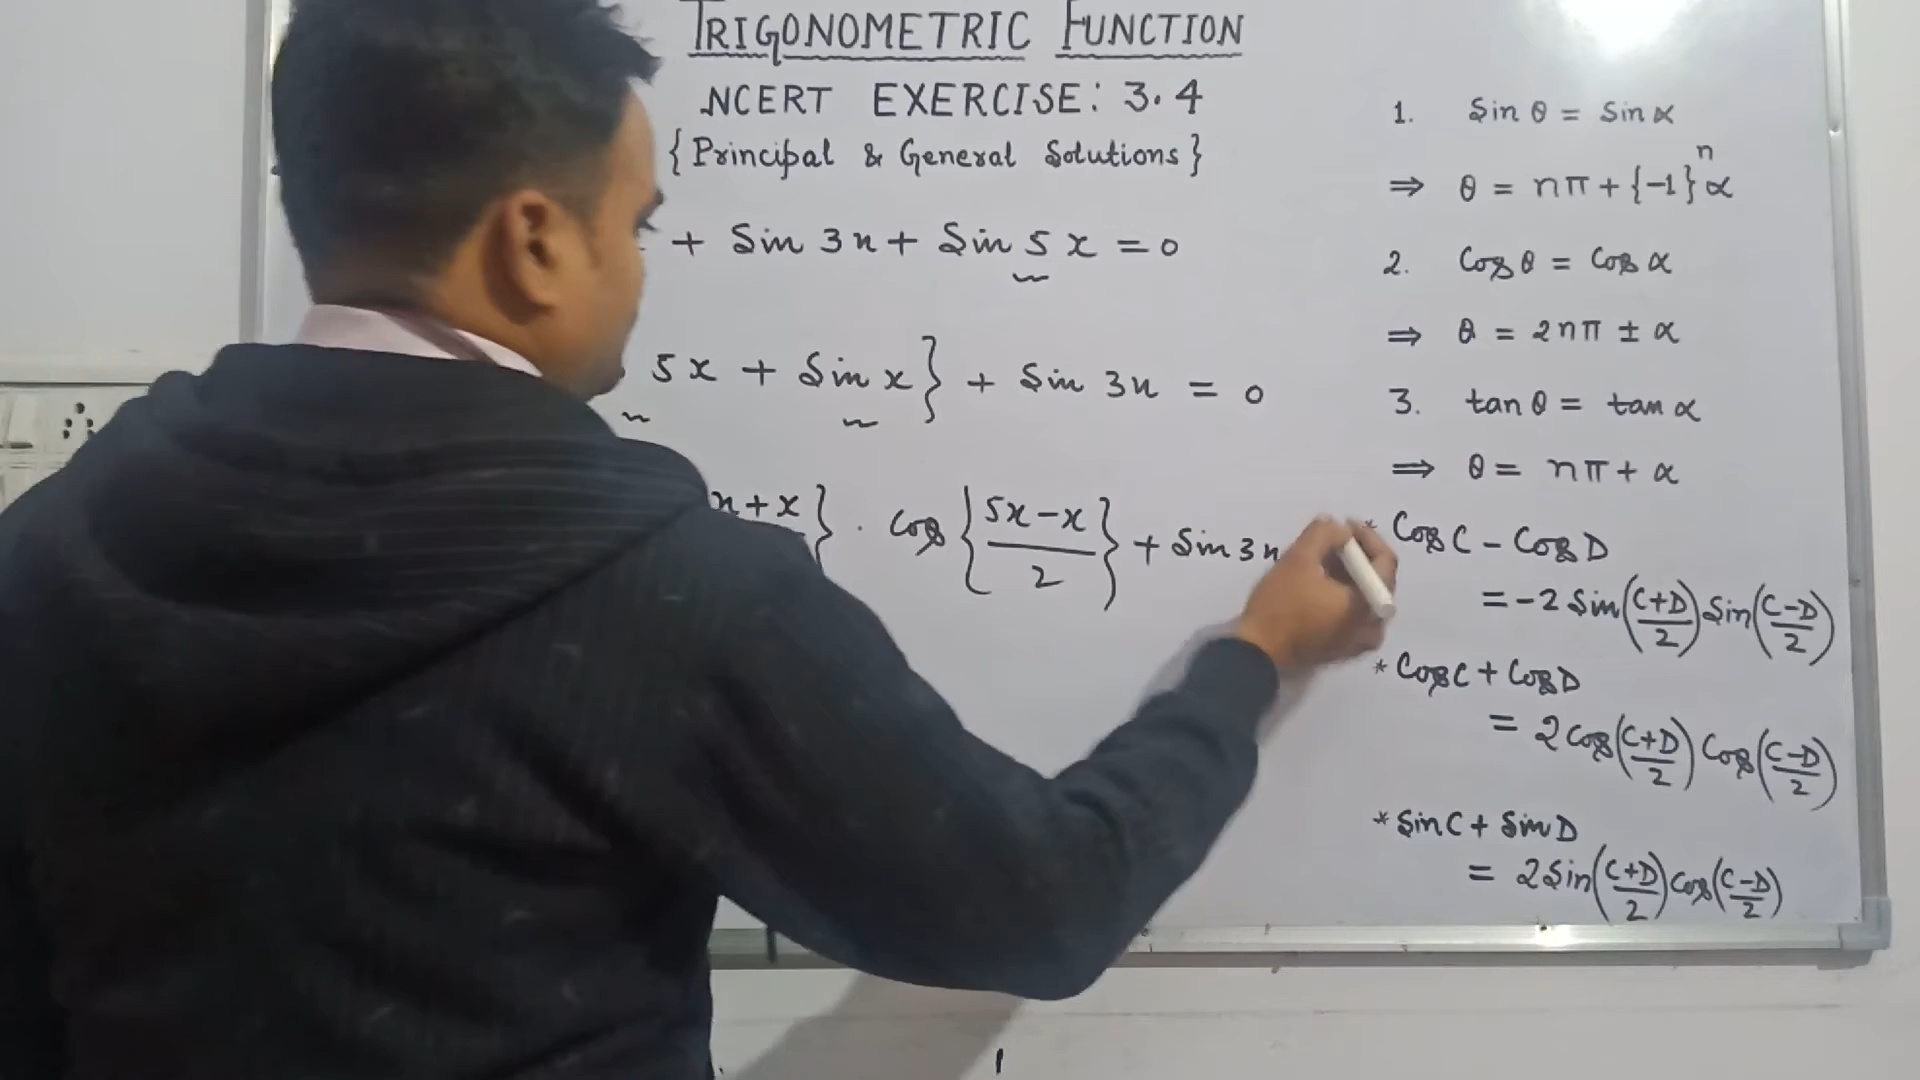 TRIGONOMETRIC FUNCTION
NCERT EXERCISE: 3.4
{Principal & General Solutions}
+ Sin 3x + Sin 5x = 0
5x + Sin x} + Sin 3x = 0
x+x} . Cos {5x-x/2} + Sin 3x
1. Sin θ = Sin α
⇒ θ = nπ + {-1}ⁿ α
2. Cos θ = Cos α
⇒ θ = 2nπ ± α
3. tan θ = tan α
⇒ θ = nπ + α
* Cos C - Cos D
= -2 Sin (C+D/2) Sin (C-D/2)
* Cos C + Cos D
= 2 Cos (C+D/2) Cos (C-D/2)
* Sin C + Sin D
= 2 Sin (C+D/2) Cos (C-D/2)